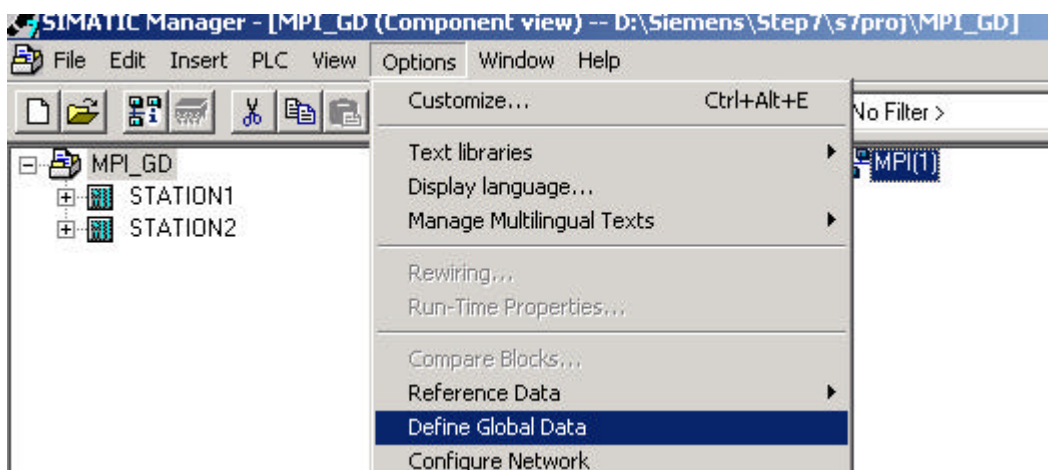 SIMATIC Manager - [MPI_GD (Component view) -- D:\Siemens\Step7\s7proj\MPI_GD]
File Edit Insert PLC View Options Window Help
Customize... Ctrl+Alt+E
No Filter >
MPI_GD
Text libraries
MPI(1)
STATION1
Display language...
STATION2
Manage Multilingual Texts
Rewiring...
Run-Time Properties...
Compare Blocks...
Reference Data
Define Global Data
Configure Network